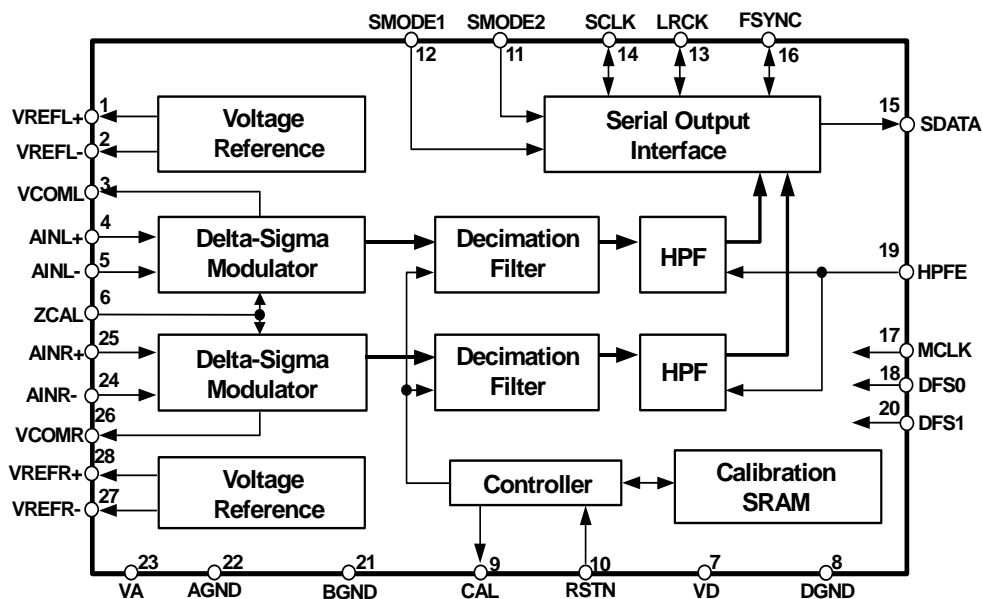 SMODE1
SMODE2
SCLK
LRCK
FSYNC
12
11
14
13
16
VREFL+
1
VREFL-
2
Voltage
Reference
Serial Output
Interface
15
SDATA
VCOML
3
AINL+
4
AINL-
5
Delta-Sigma
Modulator
Decimation
Filter
HPF
19
HPFE
ZCAL
6
AINR+
25
AINR-
24
Delta-Sigma
Modulator
Decimation
Filter
HPF
17
MCLK
18
DFS0
20
DFS1
VCOMR
26
VREFR+
28
VREFR-
27
Voltage
Reference
Controller
Calibration
SRAM
23
22
21
9
10
7
8
VA
AGND
BGND
CAL
RSTN
VD
DGND